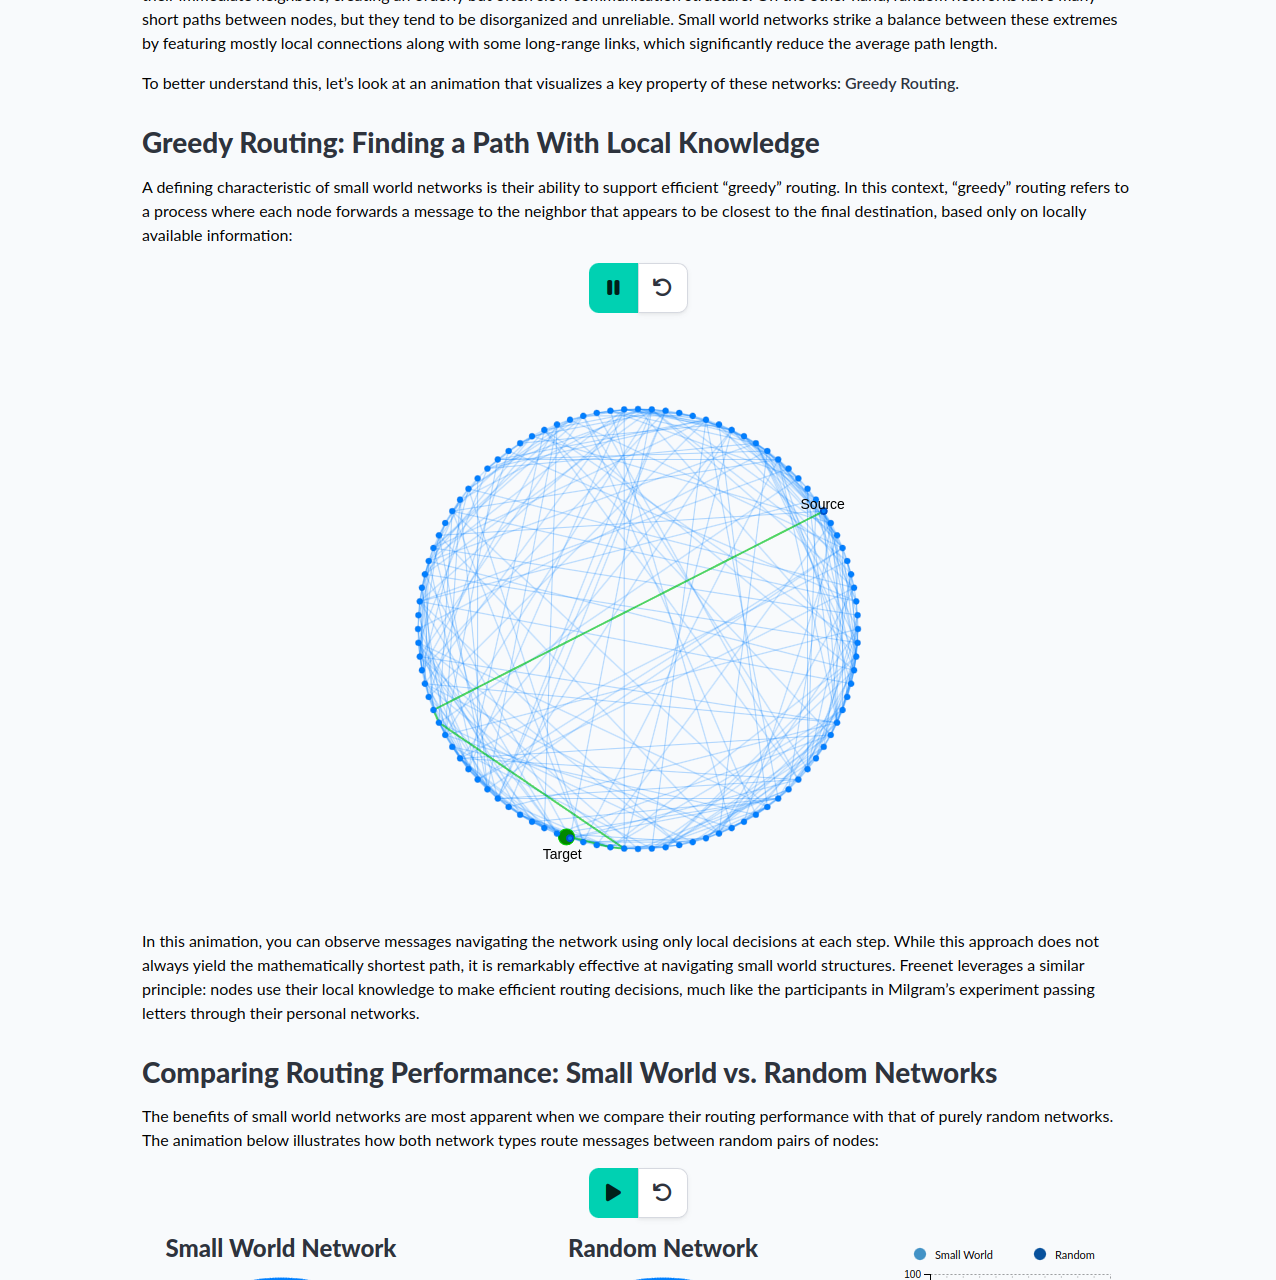 short paths between nodes, but they tend to be disorganized and unreliable. Small world networks strike a balance between these extremes
by featuring mostly local connections along with some long-range links, which significantly reduce the average path length.
To better understand this, let’s look at an animation that visualizes a key property of these networks: Greedy Routing.
Greedy Routing: Finding a Path With Local Knowledge
A defining characteristic of small world networks is their ability to support efficient “greedy” routing. In this context, “greedy” routing refers to
a process where each node forwards a message to the neighbor that appears to be closest to the final destination, based only on locally
available information:
Source
Target
In this animation, you can observe messages navigating the network using only local decisions at each step. While this approach does not
always yield the mathematically shortest path, it is remarkably effective at navigating small world structures. Freenet leverages a similar
principle: nodes use their local knowledge to make efficient routing decisions, much like the participants in Milgram’s experiment passing
letters through their personal networks.
Comparing Routing Performance: Small World vs. Random Networks
The benefits of small world networks are most apparent when we compare their routing performance with that of purely random networks.
The animation below illustrates how both network types route messages between random pairs of nodes:
Small World Network
Random Network
Small World
Random
100